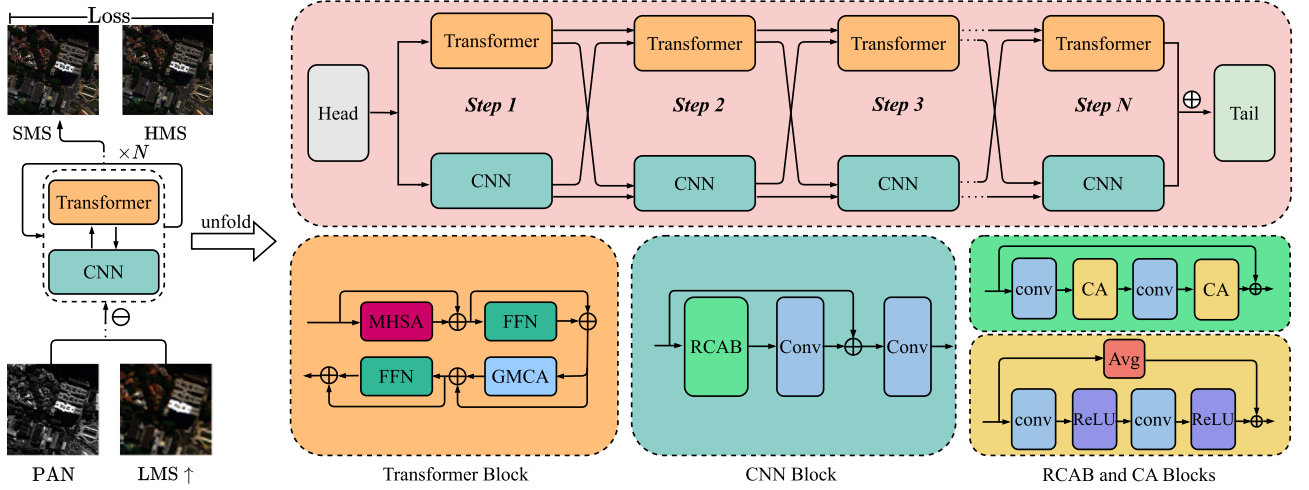 Loss
SMS
HMS
×N
Transformer
CNN
⊖
PAN
LMS ↑
unfold
Head
Transformer
Transformer
Transformer
Transformer
Step 1
Step 2
Step 3
Step N
CNN
CNN
CNN
CNN
⊕
Tail
MHSA
⊕
FFN
⊕
⊕
FFN
⊕
GMCA
Transformer Block
RCAB
Conv
⊕
Conv
CNN Block
conv
CA
conv
CA
⊕
Avg
conv
ReLU
conv
ReLU
⊕
RCAB and CA Blocks